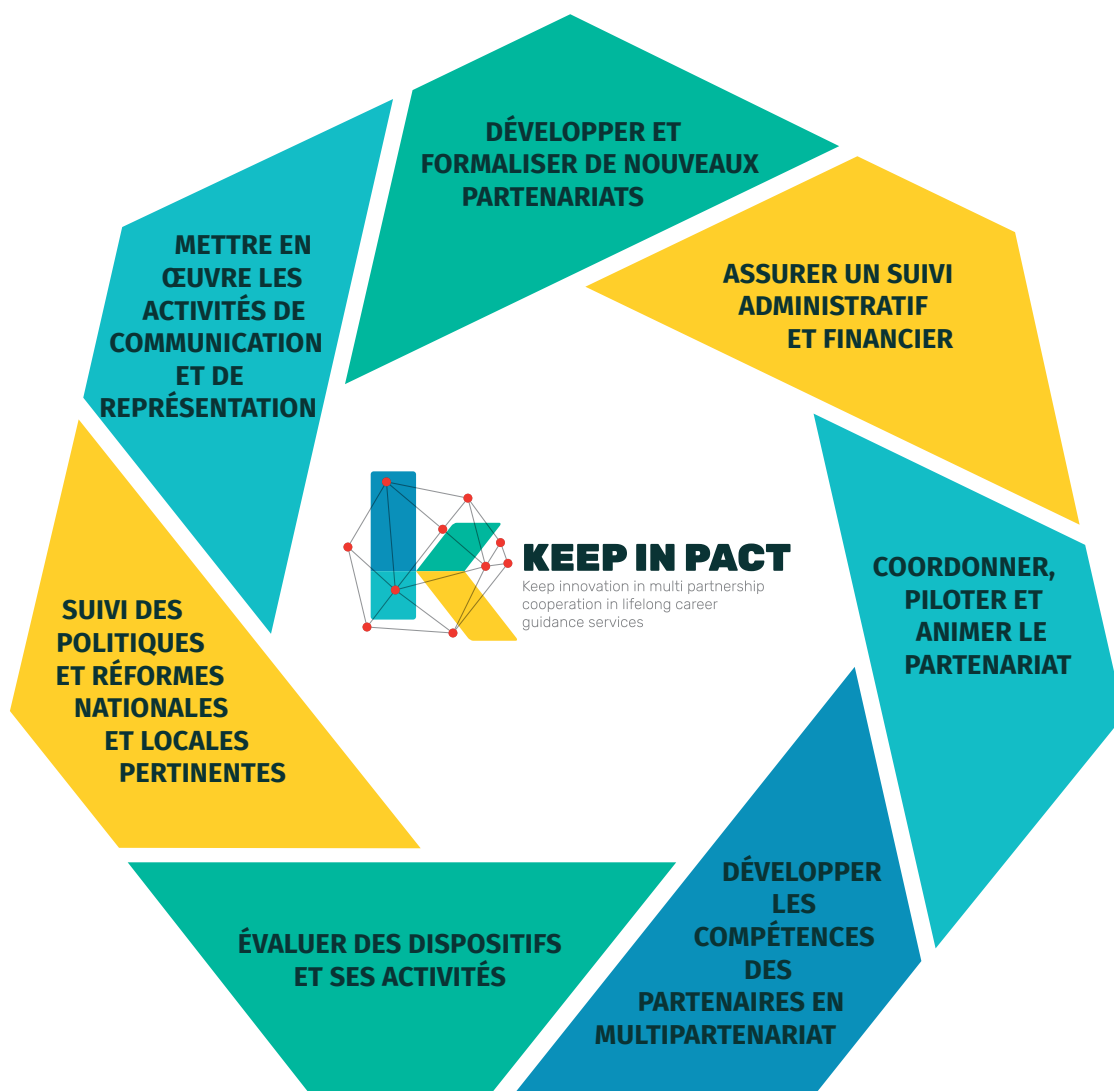 DÉVELOPPER ET
FORMALISER DE NOUVEAUX
PARTENARIATS
ASSURER UN SUIVI
ADMINISTRATIF
ET FINANCIER
COORDONNER,
PILOTER ET
ANIMER LE
PARTENARIAT
DÉVELOPPER
LES
COMPÉTENCES
DES
PARTENAIRES EN
MULTIPARTENARIAT
ÉVALUER DES DISPOSITIFS
ET SES ACTIVITÉS
SUIVI DES
POLITIQUES
ET RÉFORMES
NATIONALES
ET LOCALES
PERTINENTES
METTRE EN
ŒUVRE LES
ACTIVITÉS DE
COMMUNICATION
ET DE
REPRÉSENTATION
KEEP IN PACT
Keep innovation in multi partnership
cooperation in lifelong career
guidance services